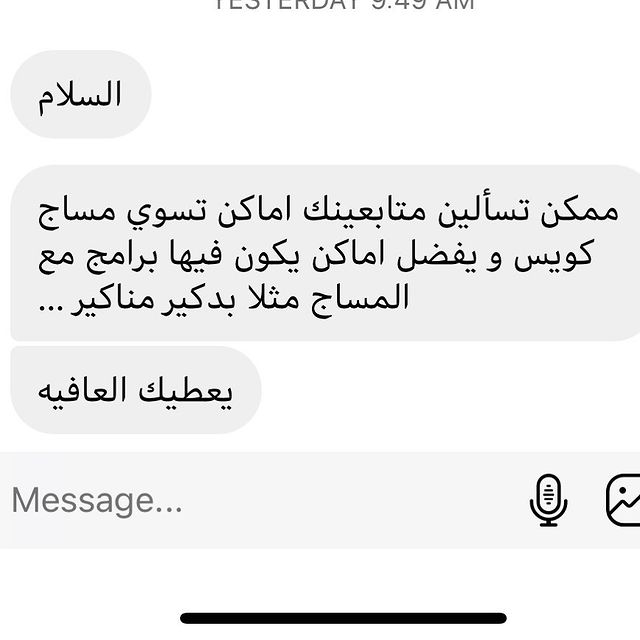 YESTERDAY 9:49 AM
السلام
ممكن تسألين متابعينك اماكن تسوي مساج
كويس و يفضل اماكن يكون فيها برامج مع
المساج مثلا بدكير مناكير ...
يعطيك العافيه
Message...